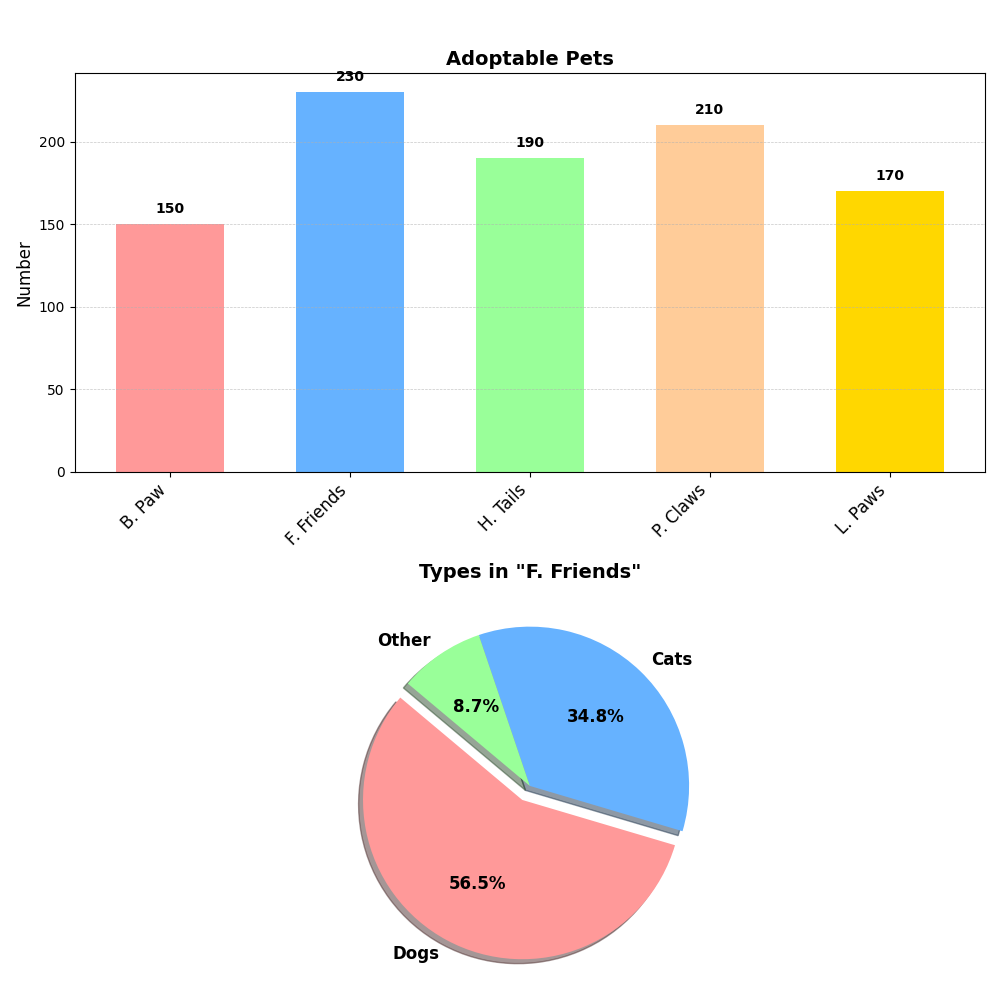 Adoptable Pets
230
210
200
190
170
150
150
Number
100
50
0
B. Paw
F. Friends
H. Tails
P. Claws
L. Paws
Types in "F. Friends"
Other
Cats
8.7%
34.8%
56.5%
Dogs